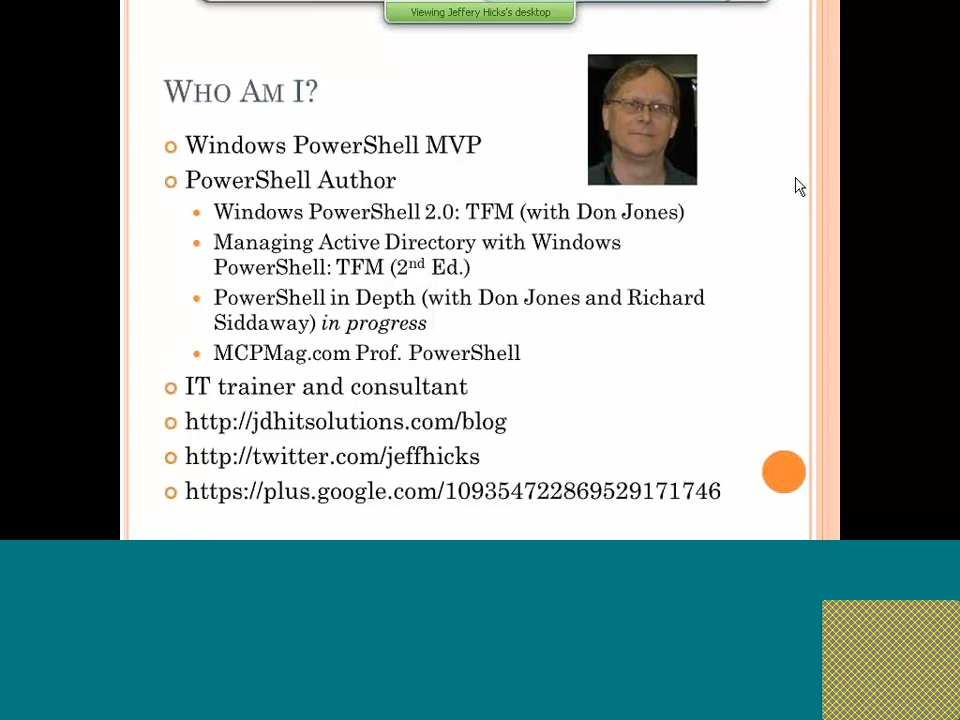 Viewing Jeffery Hicks's desktop
Who Am I?
Windows PowerShell MVP
PowerShell Author
Windows PowerShell 2.0: TFM (with Don Jones)
Managing Active Directory with Windows
PowerShell: TFM (2nd Ed.)
PowerShell in Depth (with Don Jones and Richard
Siddaway) in progress
MCPMag.com Prof. PowerShell
IT trainer and consultant
http://jdhitsolutions.com/blog
http://twitter.com/jeffhicks
https://plus.google.com/109354722869529171746